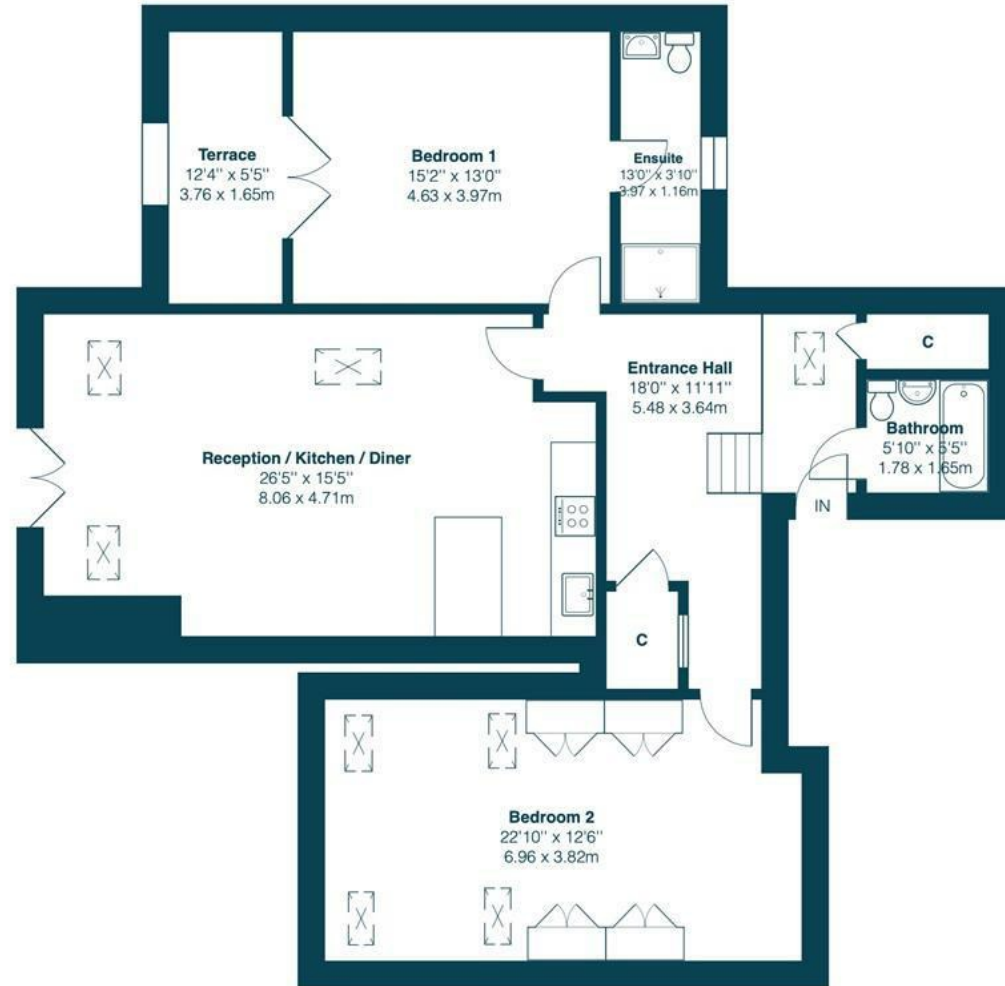 Terrace
12'4" x 5'5"
3.76 x 1.65m
Bedroom 1
15'2" x 13'0"
4.63 x 3.97m
Ensuite
13'0" x 3'10"
3.97 x 1.16m
Entrance Hall
18'0" x 11'11"
5.48 x 3.64m
C
Bathroom
5'10" x 5'5"
1.78 x 1.65m
IN
Reception / Kitchen / Diner
26'5" x 15'5"
8.06 x 4.71m
C
Bedroom 2
22'10" x 12'6"
6.96 x 3.82m